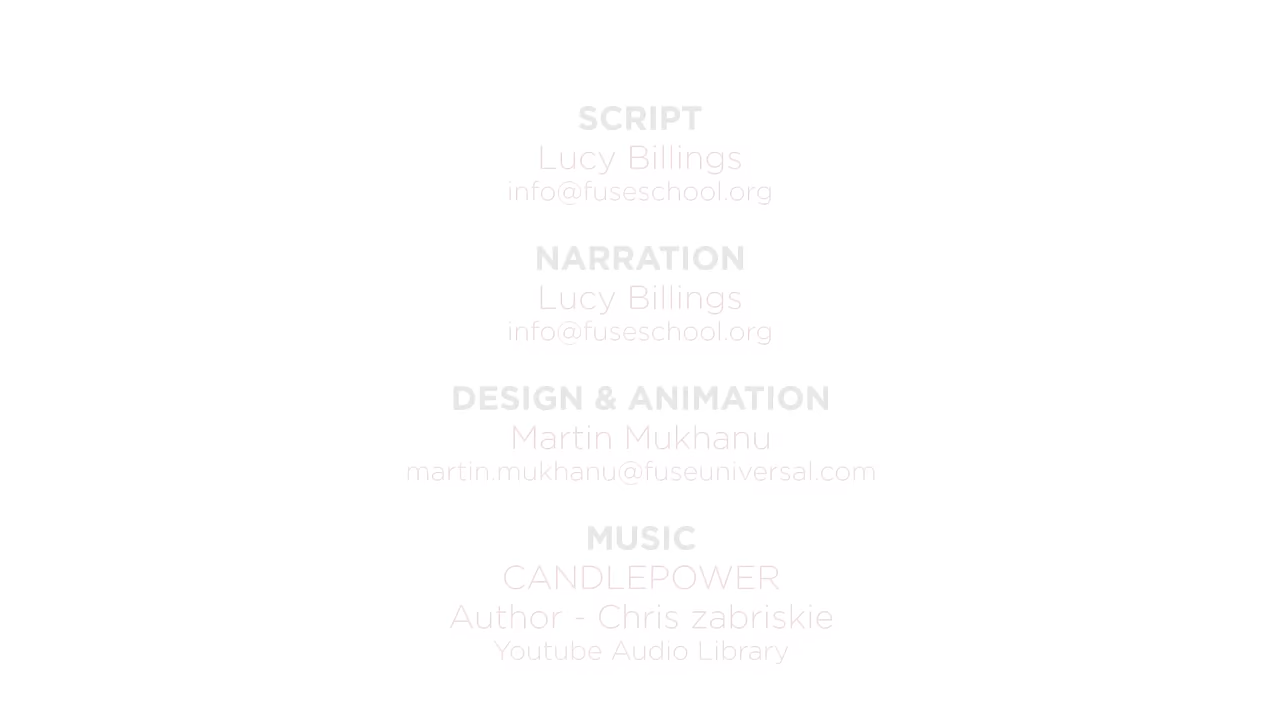 SCRIPT
Lucy Billings
info@fuseschool.org
NARRATION
Lucy Billings
info@fuseschool.org
DESIGN & ANIMATION
Martin Mukhanu
martin.mukhanu@fuseuniversal.com
MUSIC
CANDLEPOWER
Author - Chris zabriskie
Youtube Audio Library